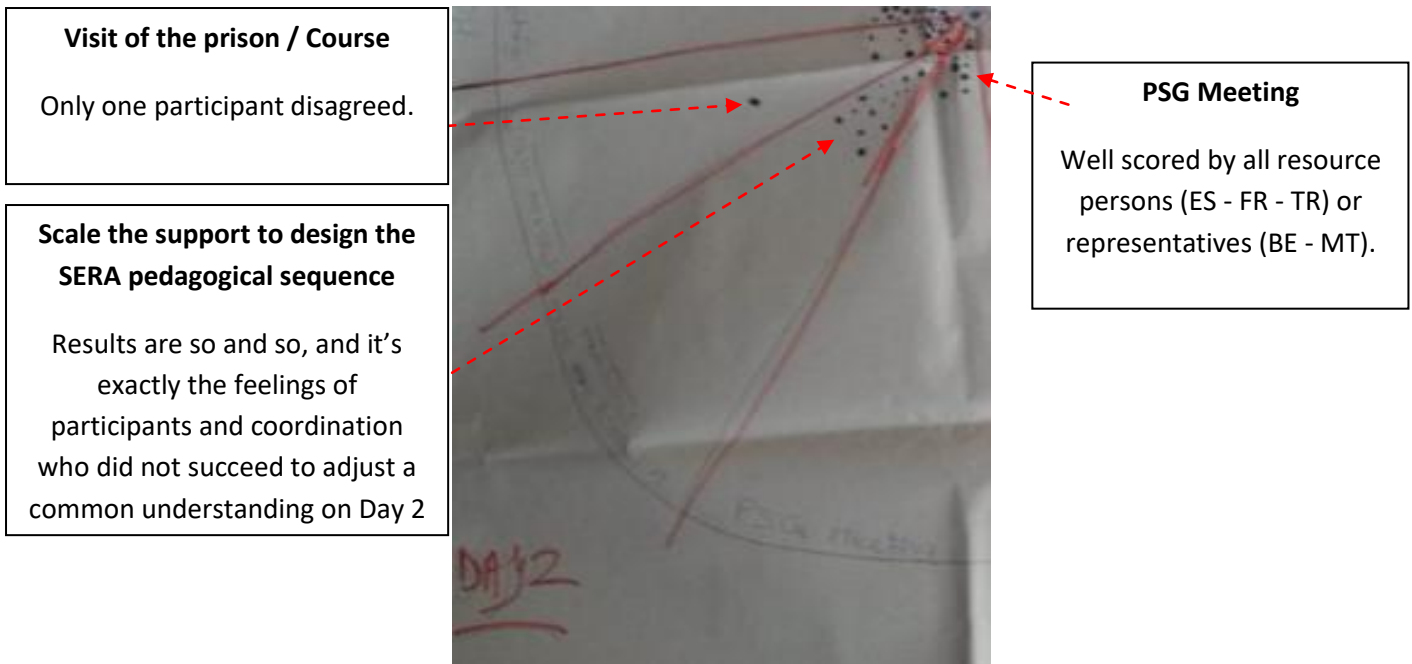 Visit of the prison / Course
Only one participant disagreed.
Scale the support to design the
SERA pedagogical sequence
Results are so and so, and it's
exactly the feelings of
participants and coordination
who did not succeed to adjust a
common understanding on Day 2
PSG Meeting
Well scored by all resource
persons (ES - FR - TR) or
representatives (BE - MT).
PSG meeting
DAY 2